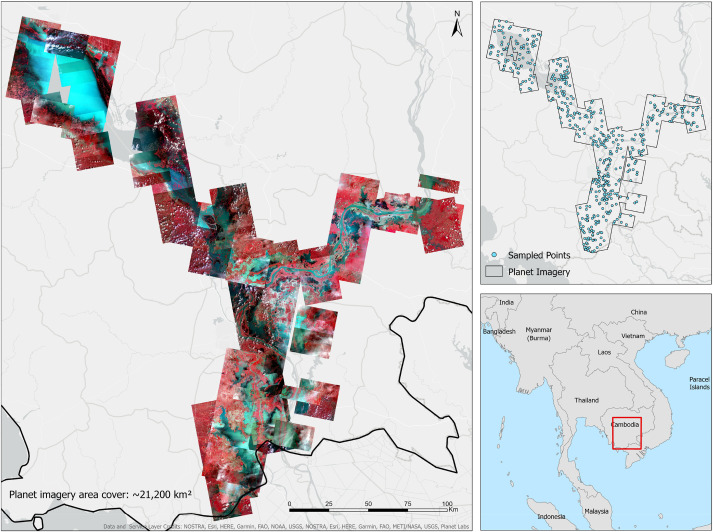 N
Planet imagery area cover: ~21,200 km²
0 25 50 75 100
Km
Data and Service Layer Credits: NOSTRA, Esri, HERE, Garmin, FAO, NOAA, USGS, NOSTRA, Esri, HERE, Garmin, FAO, METI/NASA, USGS, Planet Labs
N
Sampled Points
Planet Imagery
India
China
Bangladesh
Myanmar
(Burma)
Vietnam
Laos
Paracel
Islands
Thailand
Cambodia
Malaysia
Indonesia